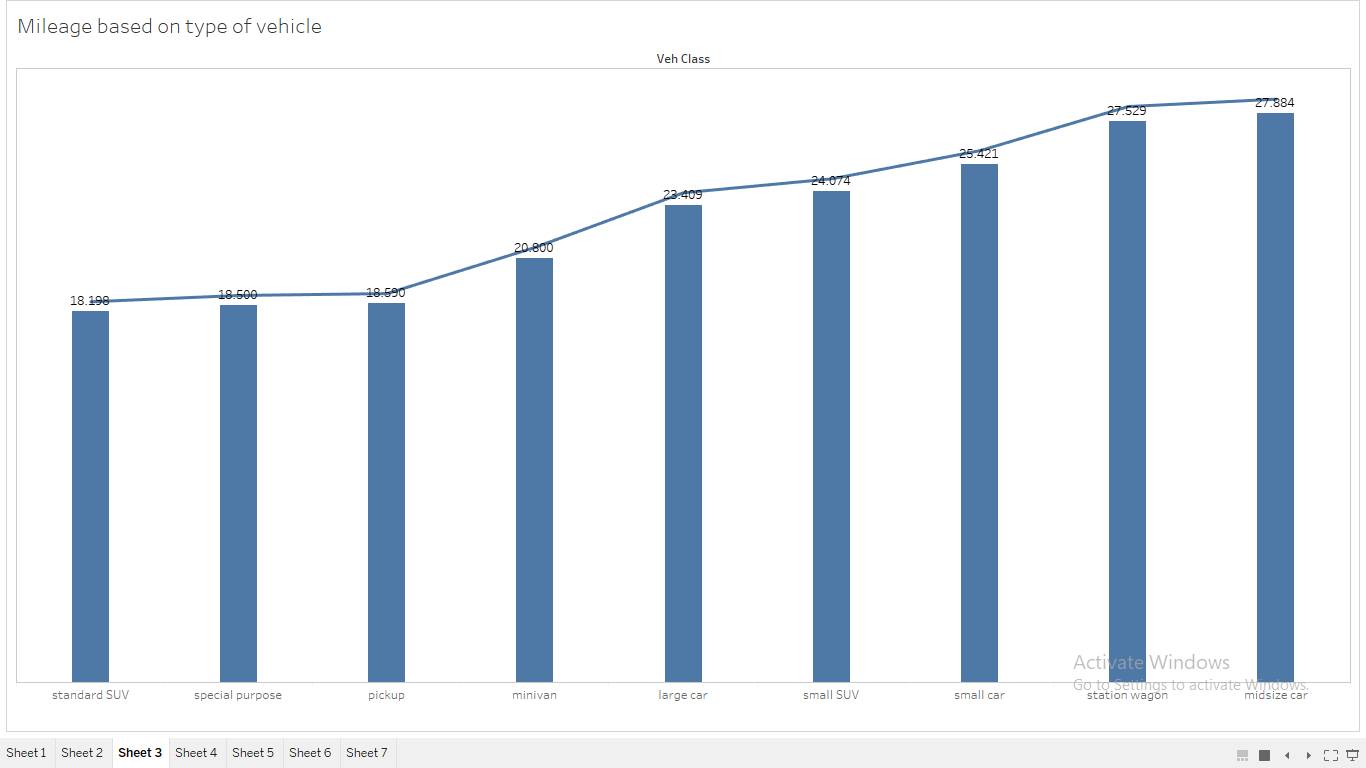 Mileage based on type of vehicle
Veh Class
18.198 18.500 18.590 20.800 23.409 24.074 25.421 27.529 27.884
Activate Windows
Go to Settings to activate Windows.
standard SUV special purpose pickup minivan large car small SUV small car station wagon midsize car
Sheet 1 Sheet 2 Sheet 3 Sheet 4 Sheet 5 Sheet 6 Sheet 7